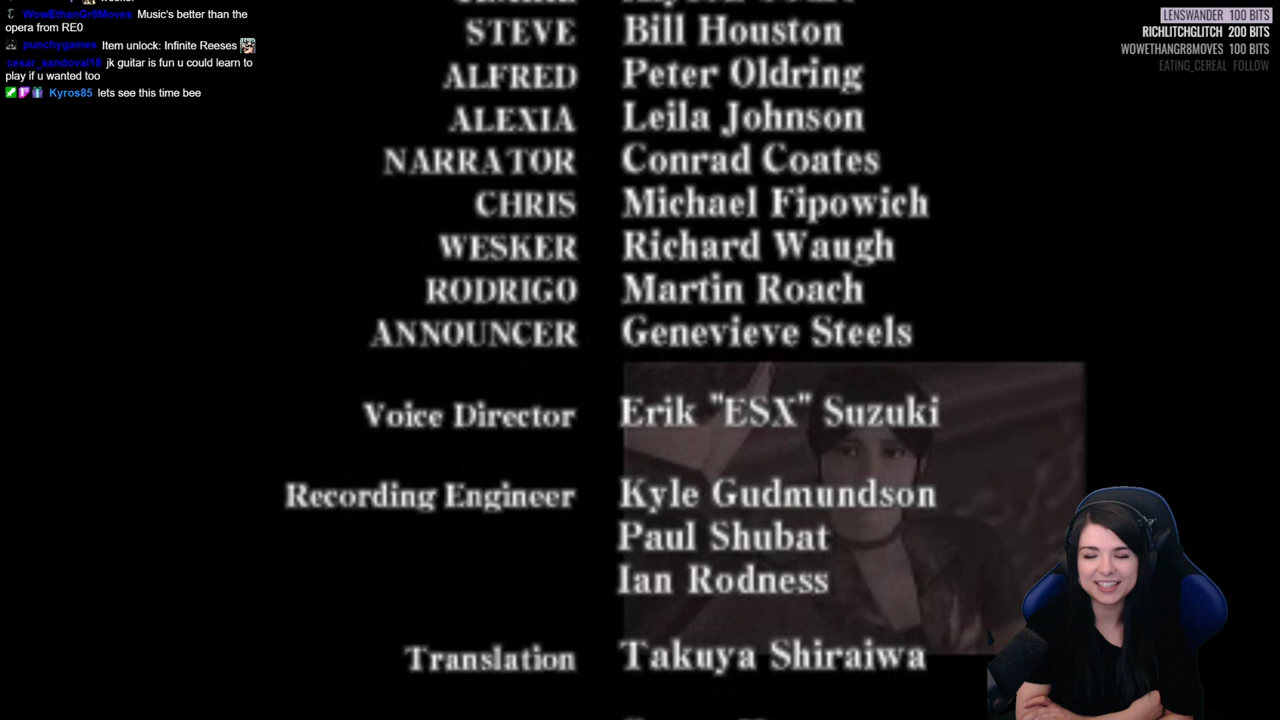 WowEthanGr8Moves Music's better than the
opera from RE0
punchygames Item unlock: Infinite Reeses
cesar_sandoval18 jk guitar is fun u could learn to
play if u wanted too
Kyros85 lets see this time bee
LENSWANDER 100 BITS
RICHLITCHGLITCH 200 BITS
WOWETHANGR8MOVES 100 BITS
EATING_CEREAL FOLLOW
STEVE Bill Houston
ALFRED Peter Oldring
ALEXIA Leila Johnson
NARRATOR Conrad Coates
CHRIS Michael Fipowich
WESKER Richard Waugh
RODRIGO Martin Roach
ANNOUNCER Genevieve Steels
Voice Director Erik "ESX" Suzuki
Recording Engineer Kyle Gudmundson
Paul Shubat
Ian Rodness
Translation Takuya Shiraiwa